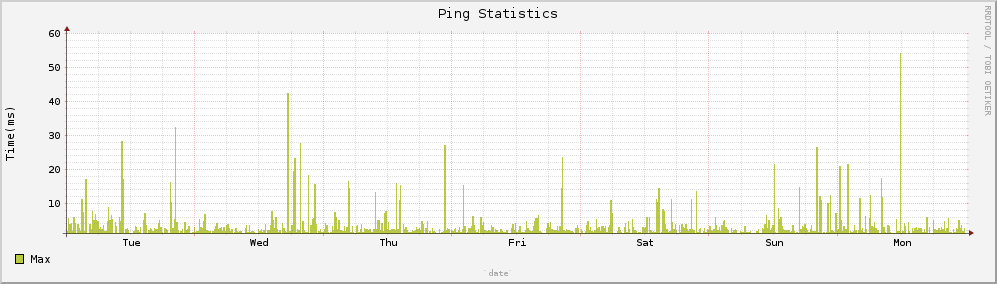 Ping Statistics
RRDTOOL / TOBI OETIKER
Time(ms)
60
50
40
30
20
10
Tue Wed Thu Fri Sat Sun Mon
Max
`date`